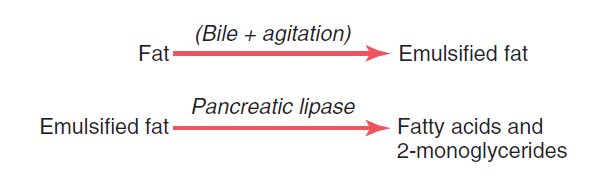 (Bile + agitation)
Fat
Emulsified fat
Pancreatic lipase
Emulsified fat
Fatty acids and
2-monoglycerides